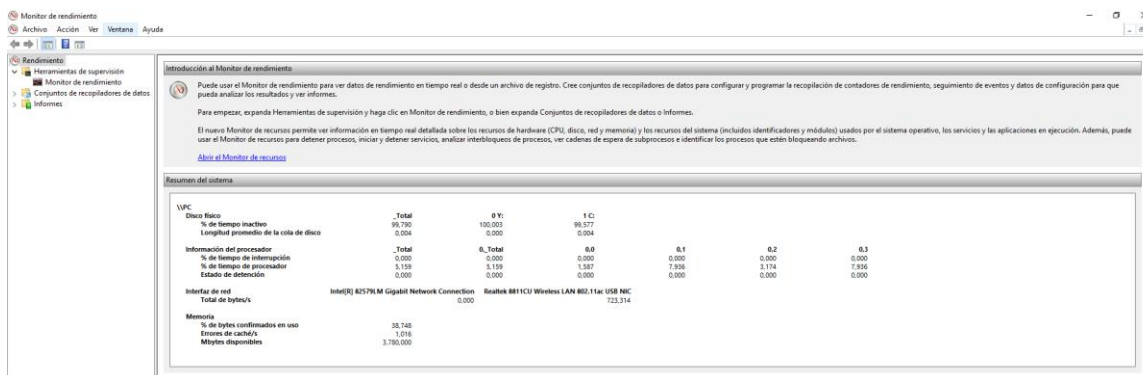 Monitor de rendimiento
Archivo Acción Ver Ventana Ayuda
Rendimiento
Herramientas de supervisión
Monitor de rendimiento
Conjuntos de recopiladores de datos
Informes
Introducción al Monitor de rendimiento
Puede usar el Monitor de rendimiento para ver datos de rendimiento en tiempo real o desde un archivo de registro. Cree conjuntos de recopiladores de datos para configurar y programar la recopilación de contadores de rendimiento, seguimiento de eventos y datos de configuración para que
pueda analizar los resultados y ver informes.
Para empezar, expanda Herramientas de supervisión y haga clic en Monitor de rendimiento, o bien expanda Conjuntos de recopiladores de datos o Informes.
El nuevo Monitor de recursos permite ver información en tiempo real detallada sobre los recursos de hardware (CPU, disco, red y memoria) y los recursos del sistema (incluidos identificadores y módulos) usados por el sistema operativo, los servicios y las aplicaciones en ejecución. Además, puede
usar el Monitor de recursos para detener procesos, iniciar y detener servicios, analizar interbloqueos de procesos, ver cadenas de espera de subprocesos e identificar los procesos que estén bloqueando archivos.
Abrir el Monitor de recursos
Resumen del sistema
\\PC
Disco físico _Total 0 Y: 1 C:
% de tiempo inactivo 99,790 100,003 99,577
Longitud promedio de la cola de disco 0,004 0,000 0,004
Información del procesador _Total 0,_Total 0,0 0,1 0,2 0,3
% de tiempo de interrupción 0,000 0,000 0,000 0,000 0,000 0,000
% de tiempo de procesador 5,159 5,159 1,587 7,936 3,174 7,936
Estado de detención 0,000 0,000 0,000 0,000 0,000 0,000
Interfaz de red Intel[R] 82579LM Gigabit Network Connection Realtek 8811CU Wireless LAN 802.11ac USB NIC
Total de bytes/s 0,000 723,314
Memoria
% de bytes confirmados en uso 38,748
Errores de caché/s 1,016
Mbytes disponibles 3.780,000